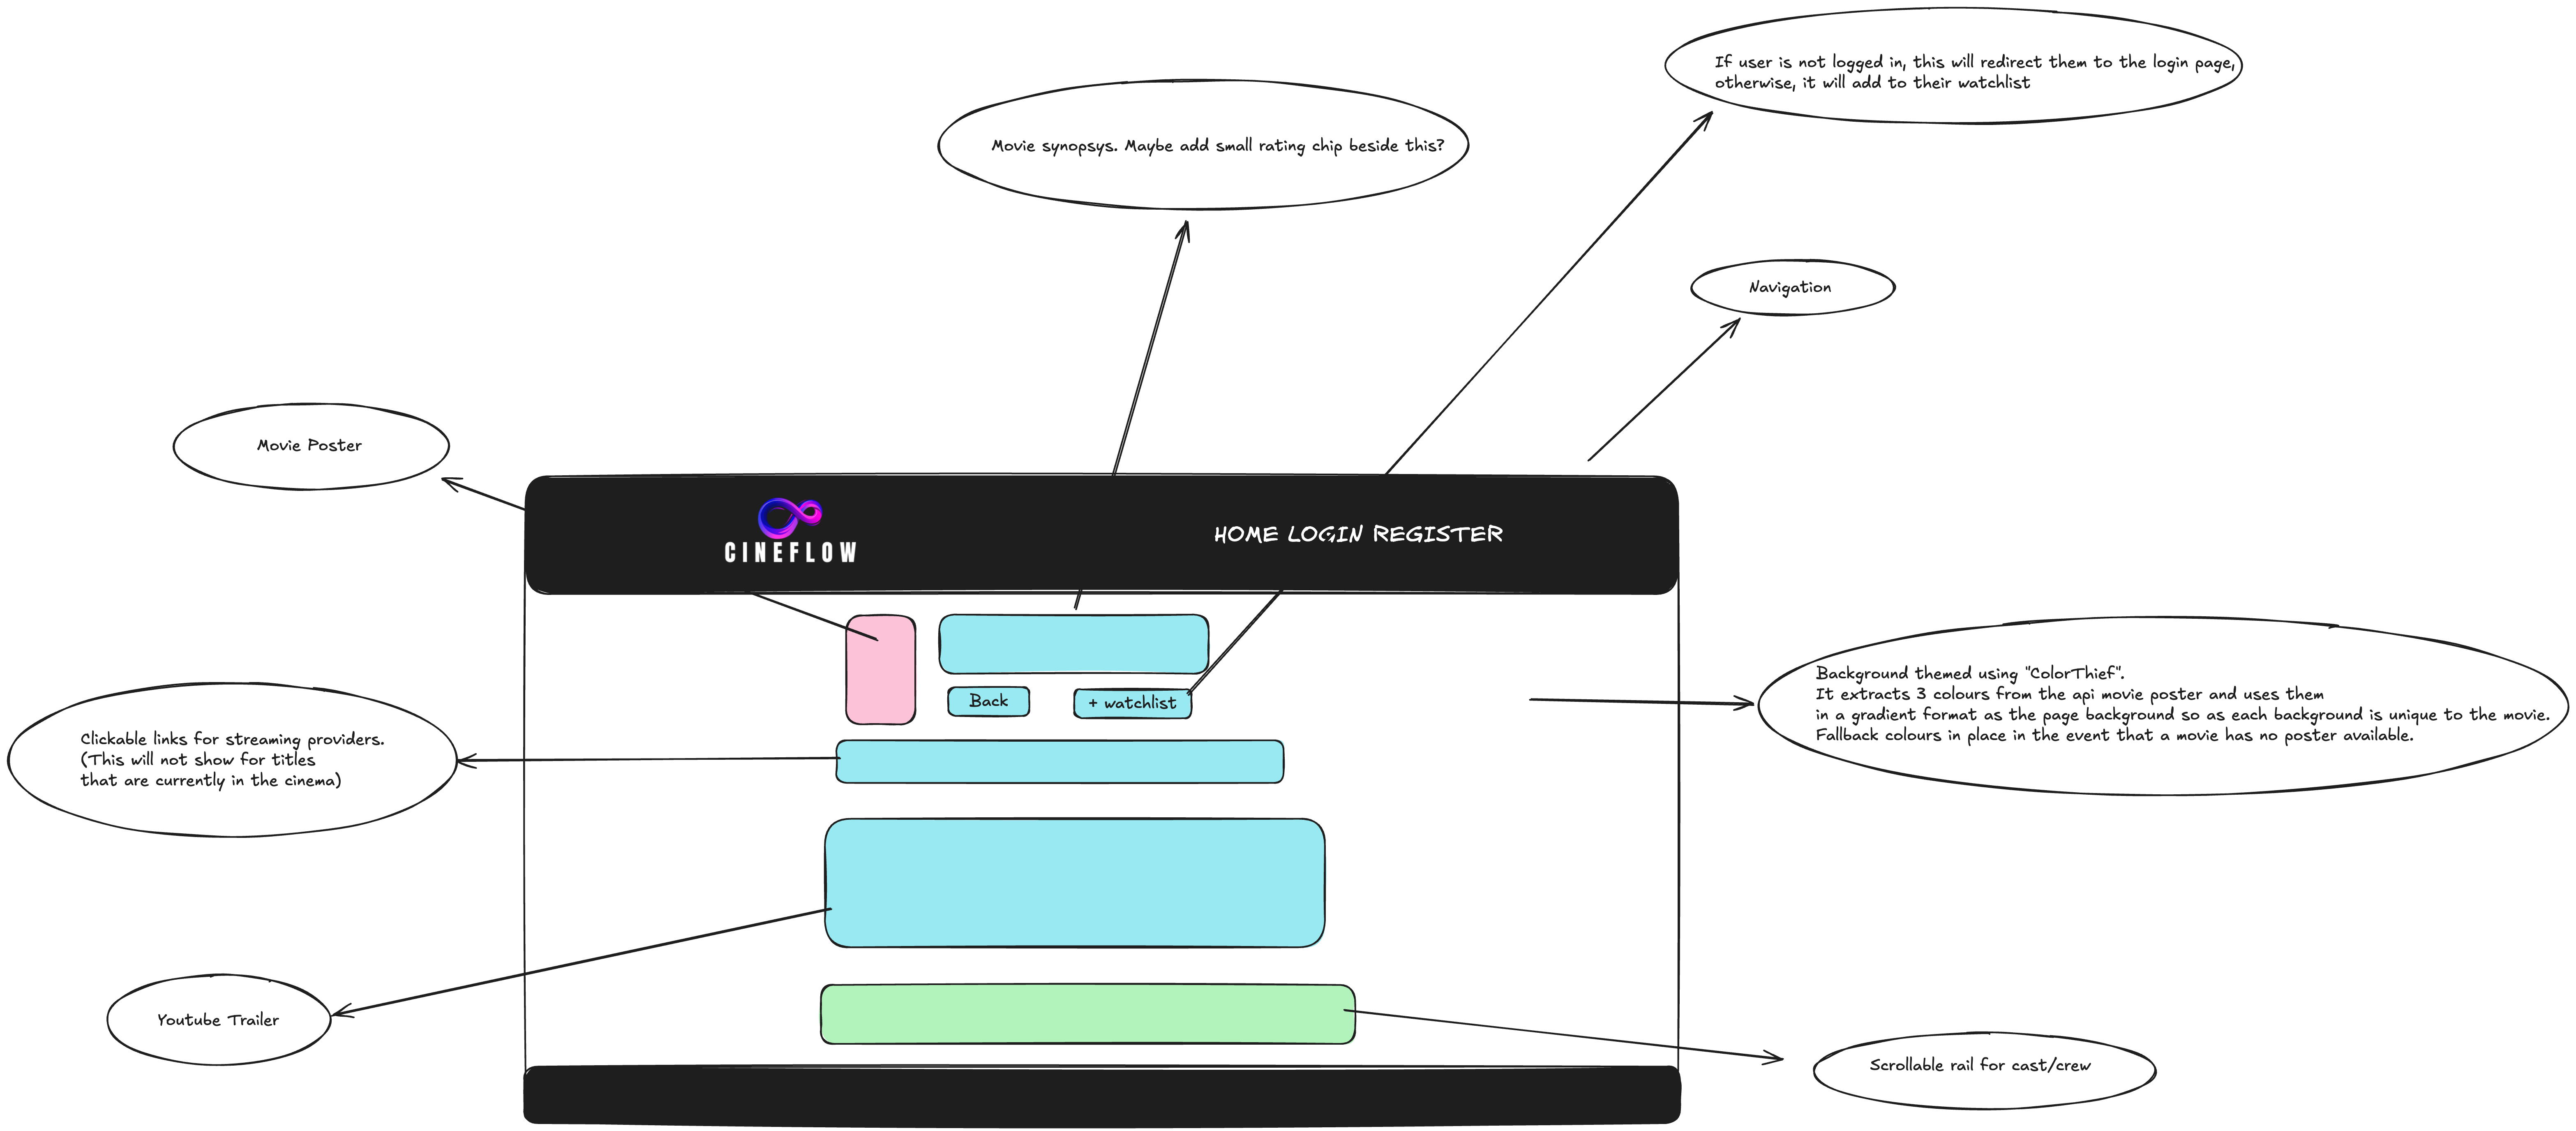 If user is not logged in, this will redirect them to the login page,
otherwise, it will add to their watchlist
Movie synopsys. Maybe add small rating chip beside this?
Navigation
Movie Poster
CINEFLOW
HOME LOGIN REGISTER
Back
+ watchlist
Background themed using "ColorThief".
It extracts 3 colours from the api movie poster and uses them
in a gradient format as the page background so as each background is unique to the movie.
Fallback colours in place in the event that a movie has no poster available.
Clickable links for streaming providers.
(This will not show for titles
that are currently in the cinema)
Youtube Trailer
Scrollable rail for cast/crew